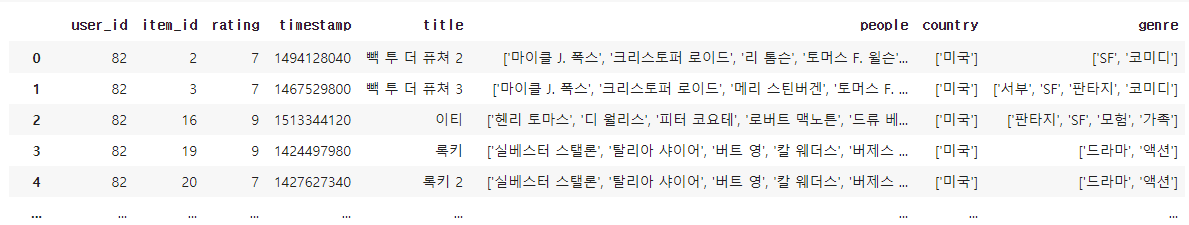 user_id item_id rating timestamp title people country genre
0 82 2 7 1494128040 빽 투 더 퓨쳐 2 ['마이클 J. 폭스', '크리스토퍼 로이드', '리 톰슨', '토머스 F. 윌슨'... ['미국'] ['SF', '코미디']
1 82 3 7 1467529800 빽 투 더 퓨쳐 3 ['마이클 J. 폭스', '크리스토퍼 로이드', '메리 스틴버겐', '토머스 F. ... ['미국'] ['서부', 'SF', '판타지', '코미디']
2 82 16 9 1513344120 이티 ['헨리 토마스', '디 월리스', '피터 코요테', '로버트 맥노튼', '드류 베... ['미국'] ['판타지', 'SF', '모험', '가족']
3 82 19 9 1424497980 록키 ['실베스터 스탤론', '탈리아 샤이어', '버트 영', '칼 웨더스', '버제스 ... ['미국'] ['드라마', '액션']
4 82 20 7 1427627340 록키 2 ['실베스터 스탤론', '탈리아 샤이어', '버트 영', '칼 웨더스', '버제스 ... ['미국'] ['드라마', '액션']
... ... ... ... ... ... ... ... ...